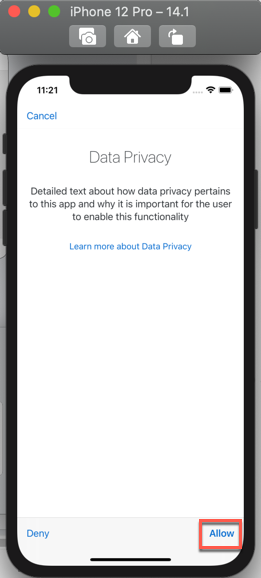 iPhone 12 Pro – 14.1
11:21
Cancel
Data Privacy
Detailed text about how data privacy pertains
to this app and why it is important for the user
to enable this functionality
Learn more about Data Privacy
Deny
Allow